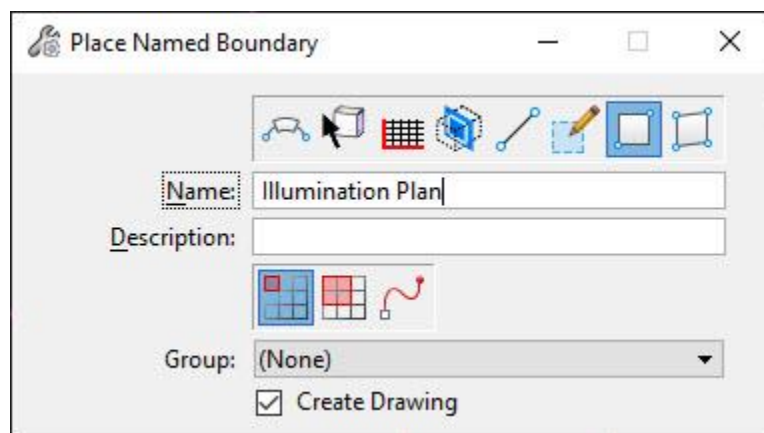 Place Named Boundary
Name: Illumination Plan
Description:
Group: (None)
Create Drawing